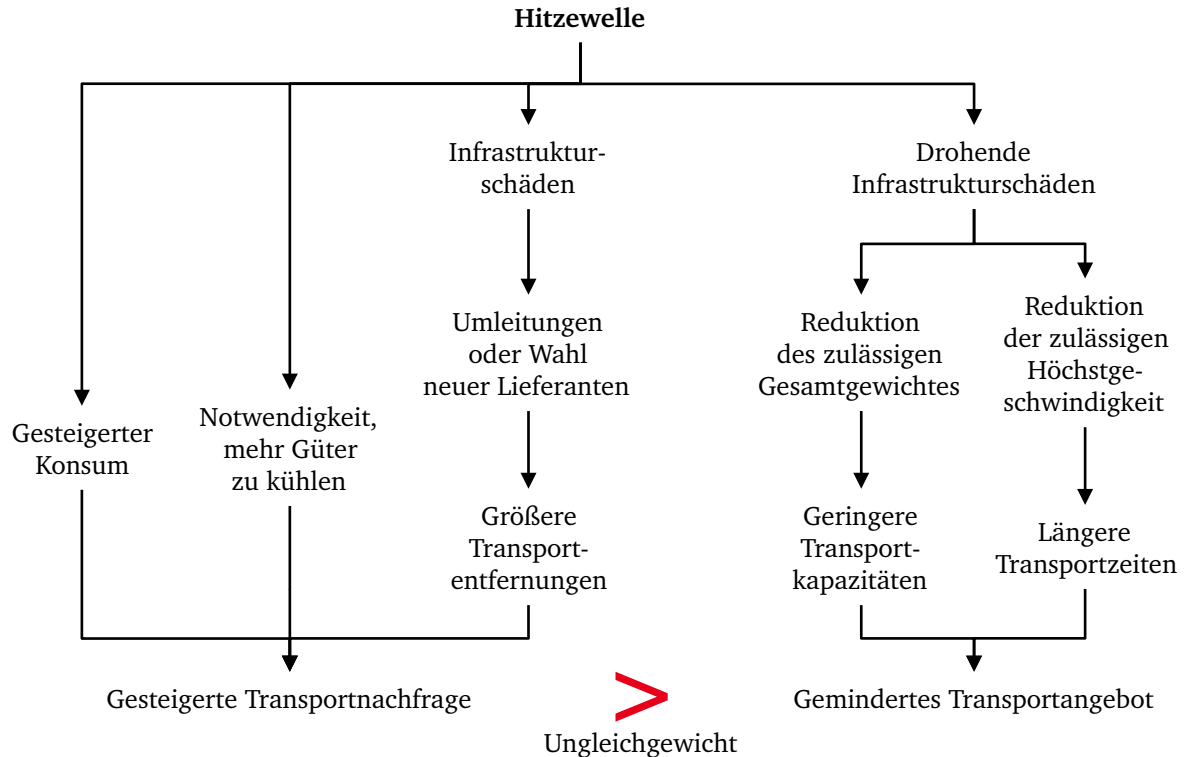 Hitzewelle
Infrastruktur-
schäden
Drohende
Infrastrukturschäden
Gesteigerter
Konsum
Notwendigkeit,
mehr Güter
zu kühlen
Umleitungen
oder Wahl
neuer Lieferanten
Reduktion
des zulässigen
Gesamtgewichtes
Reduktion
der zulässigen
Höchstge-
schwindigkeit
Größere
Transport-
entfernungen
Geringere
Transport-
kapazitäten
Längere
Transportzeiten
Gesteigerte Transportnachfrage
>
Gemindertes Transportangebot
Ungleichgewicht